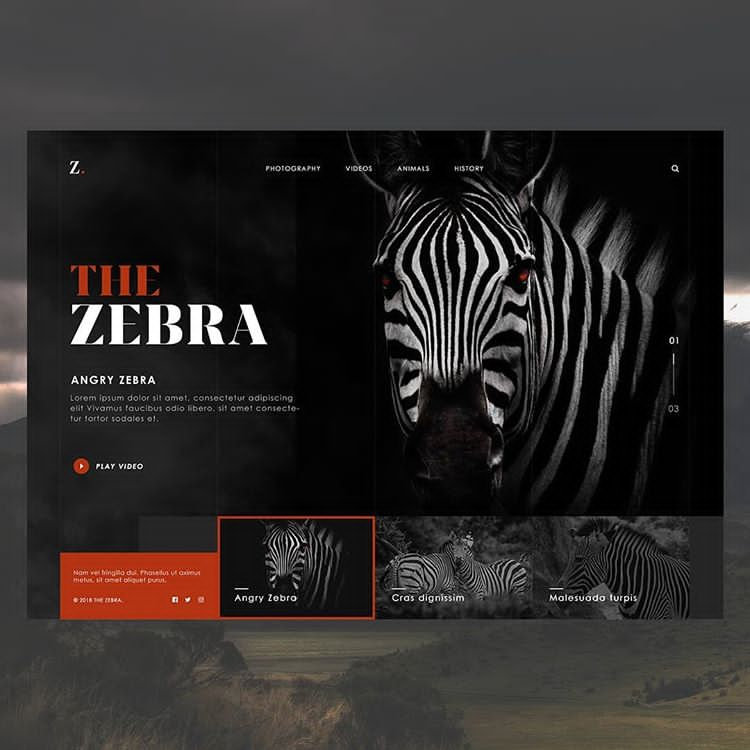 Z.
PHOTOGRAPHY
VIDEOS
ANIMALS
HISTORY
THE
ZEBRA
ANGRY ZEBRA
Lorem ipsum dolor sit amet, consectetur adipiscing
elit Vivamus faucibus odio libero, sit amet consecte-
tur tortor sodales et.
PLAY VIDEO
01
03
Nam vel fringilla dui. Phasellus ut aximus
metus, sit amet aliquet purus.
© 2018 THE ZEBRA.
Angry Zebra
Cras dignissim
Malesuada turpis